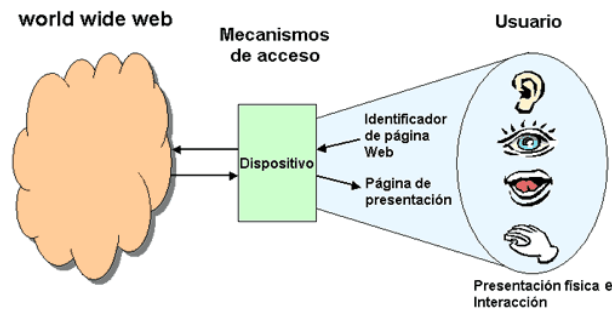 world wide web
Mecanismos
de acceso
Usuario
Dispositivo
Identificador
de página
Web
Página de
presentación
Presentación física e
Interacción